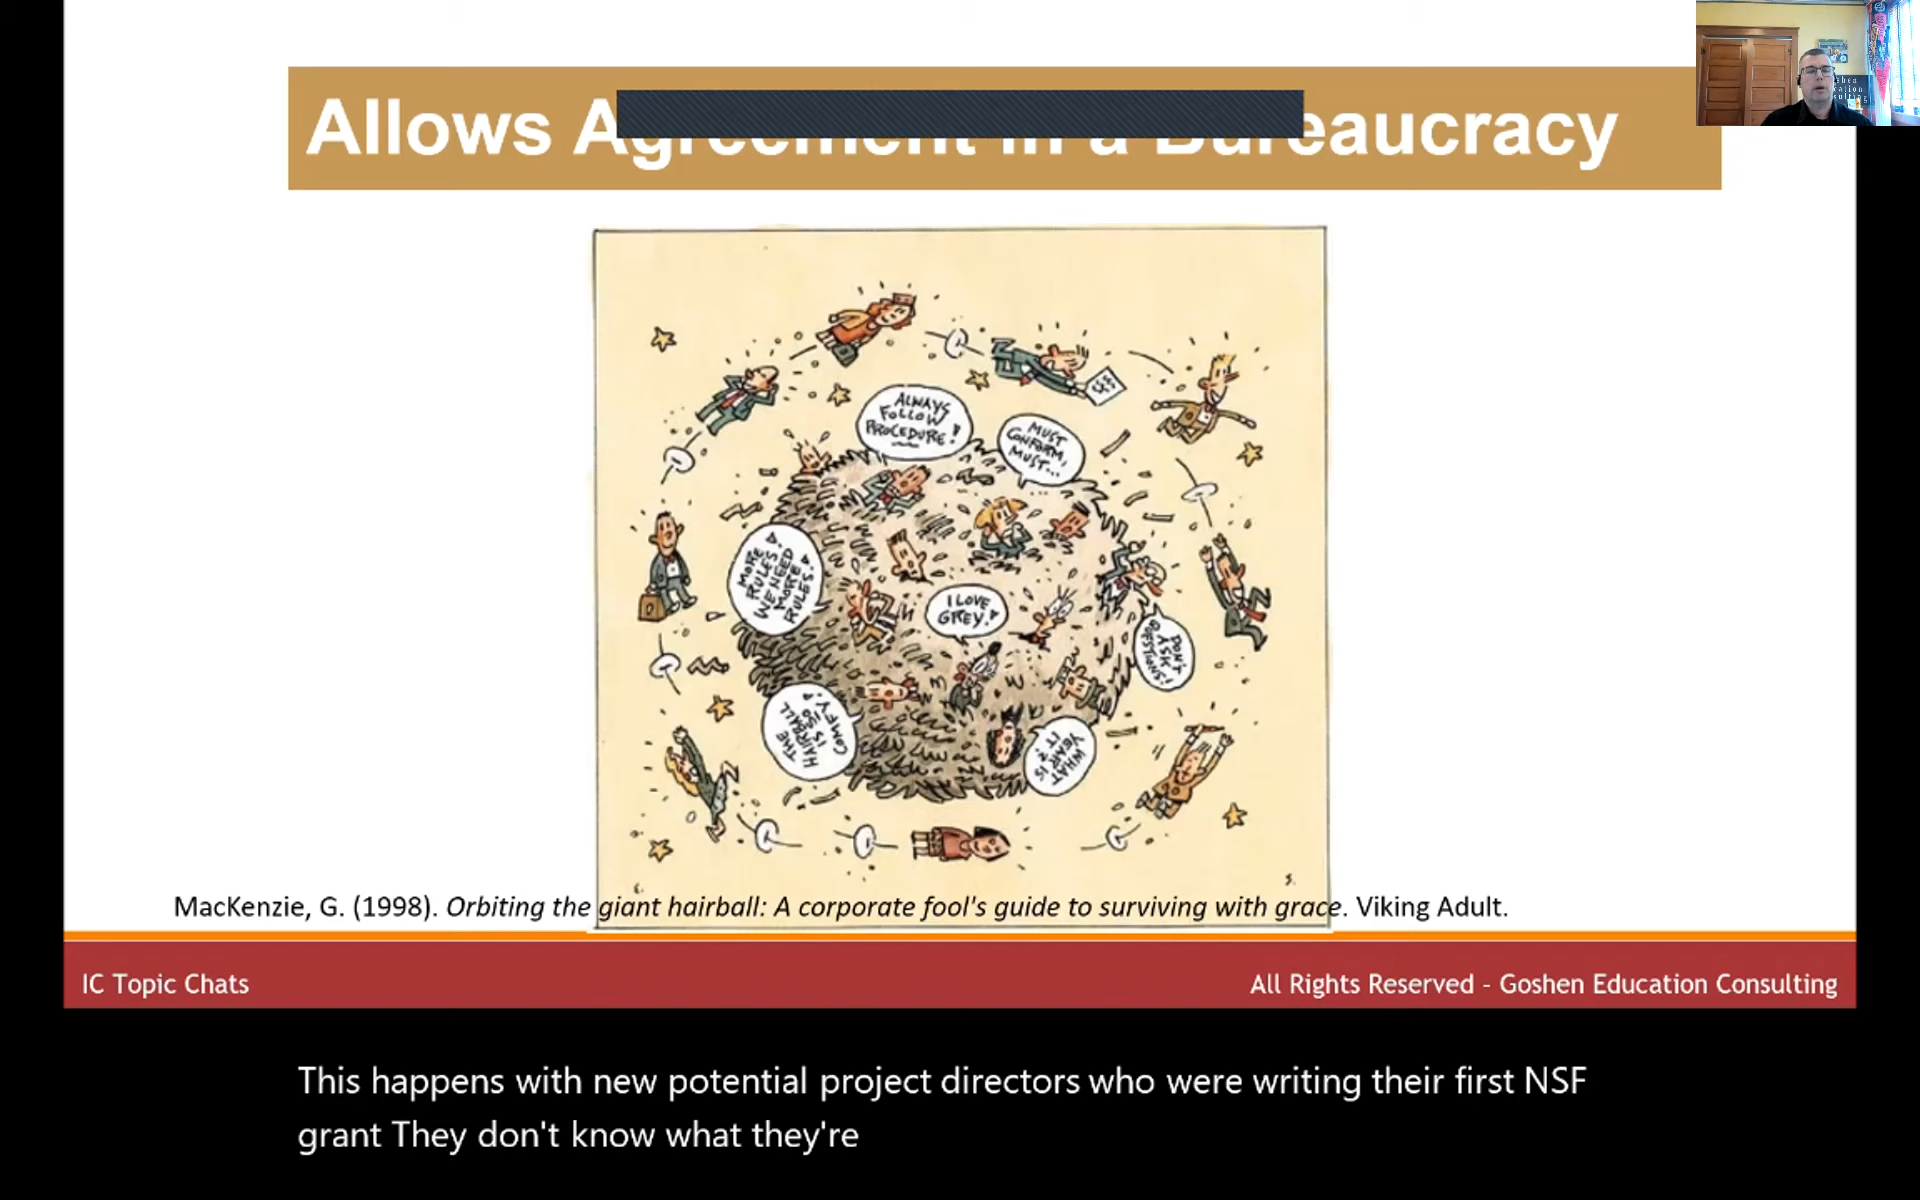 Allows Agreement in a Bureaucracy
ALWAYS
FOLLOW
PROCEDURE!
MUST
CONFORM,
MUST...
MORE
RULES!
WE NEED
MORE
RULES!
I LOVE
GREY!
DON'T
ASK
QUESTIONS!
THE
HAIRBALL
IS
COMFY!
WHAT
YEAR IS
IT?
MacKenzie, G. (1998). Orbiting the giant hairball: A corporate fool's guide to surviving with grace. Viking Adult.
IC Topic Chats
All Rights Reserved - Goshen Education Consulting
This happens with new potential project directors who were writing their first NSF
grant They don't know what they're